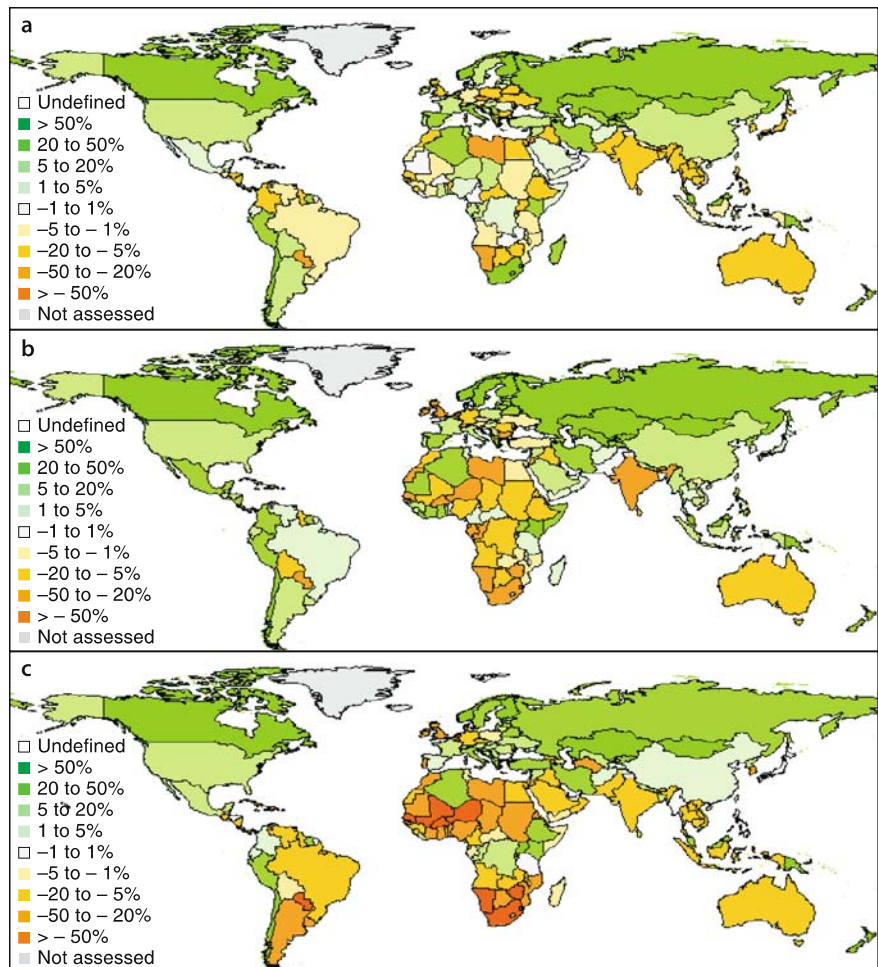 a
Undefined
> 50%
20 to 50%
5 to 20%
1 to 5%
–1 to 1%
–5 to – 1%
–20 to – 5%
–50 to – 20%
> – 50%
Not assessed
b
Undefined
> 50%
20 to 50%
5 to 20%
1 to 5%
–1 to 1%
–5 to – 1%
–20 to – 5%
–50 to – 20%
> – 50%
Not assessed
c
Undefined
> 50%
20 to 50%
5 to 20%
1 to 5%
–1 to 1%
–5 to – 1%
–20 to – 5%
–50 to – 20%
> – 50%
Not assessed